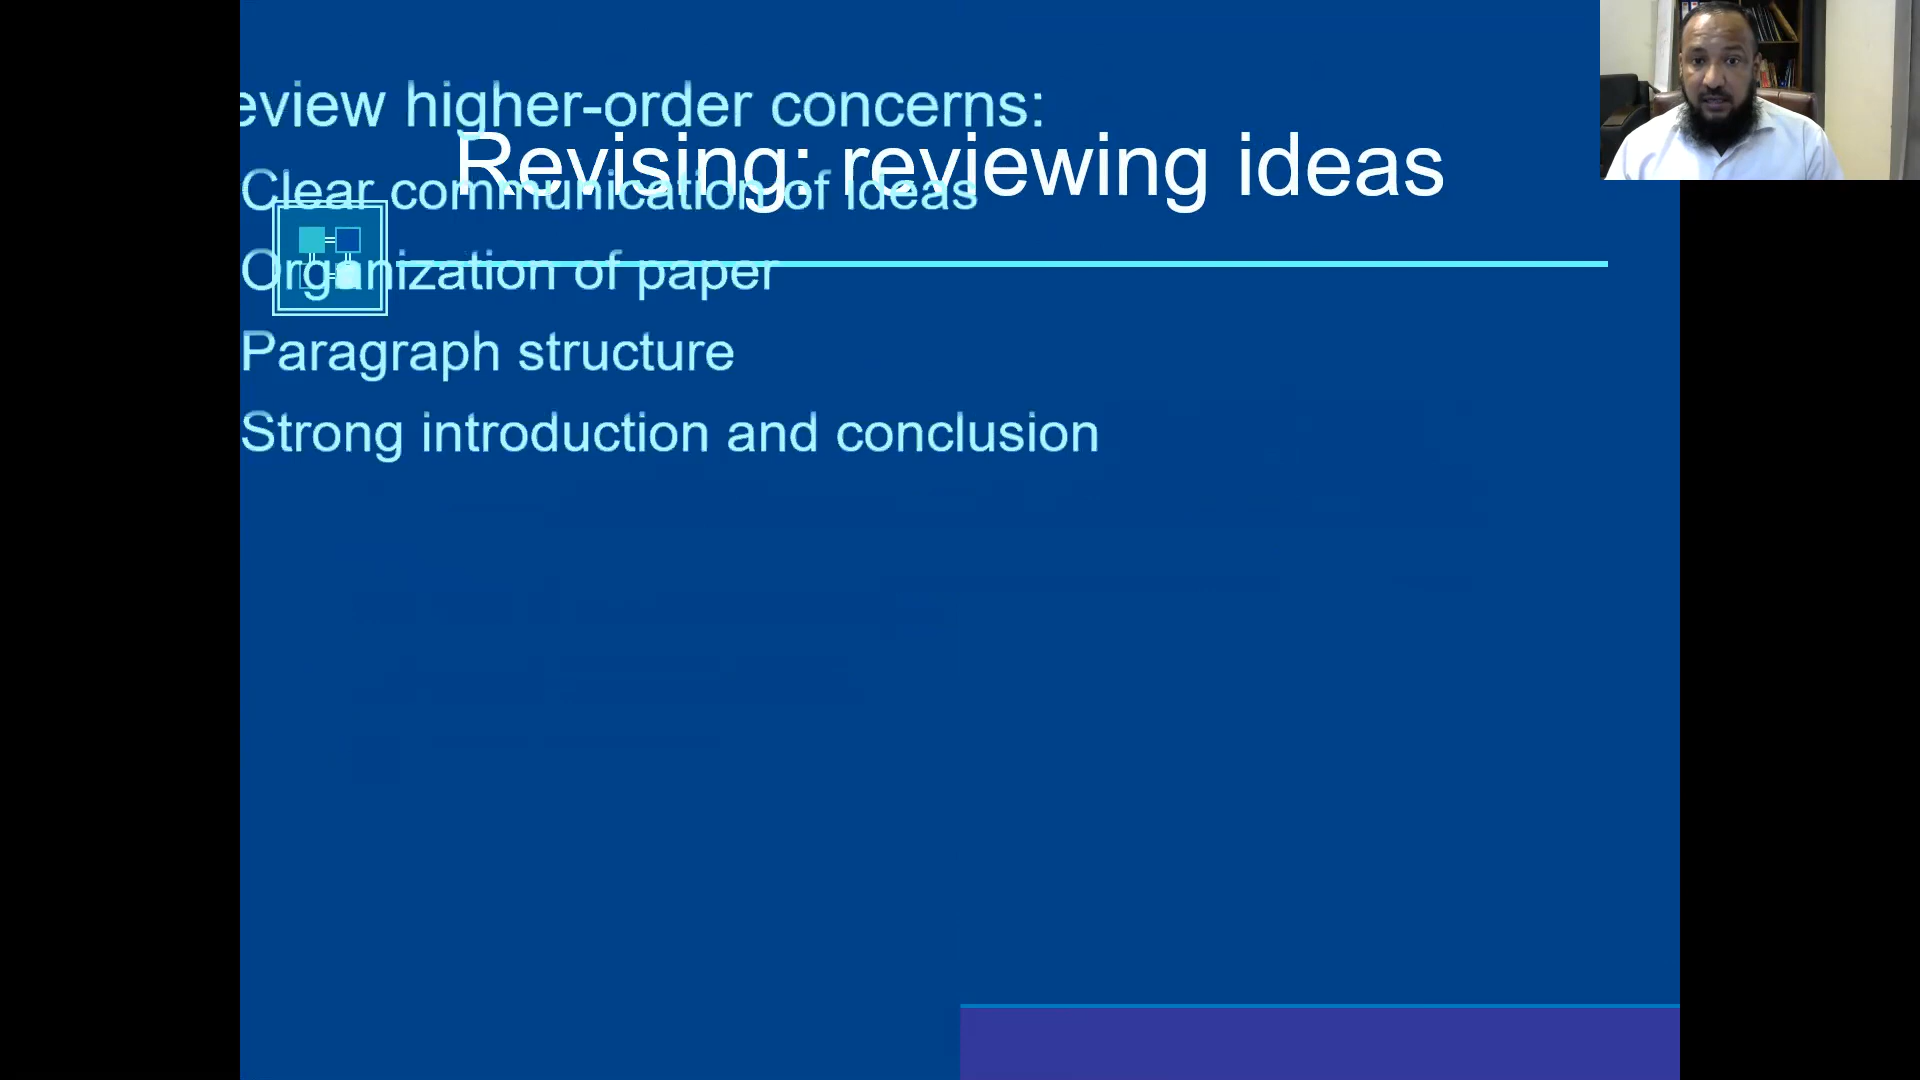 eview higher-order concerns:
Revising: reviewing ideas
Clear communication of ideas
Organization of paper
Paragraph structure
Strong introduction and conclusion